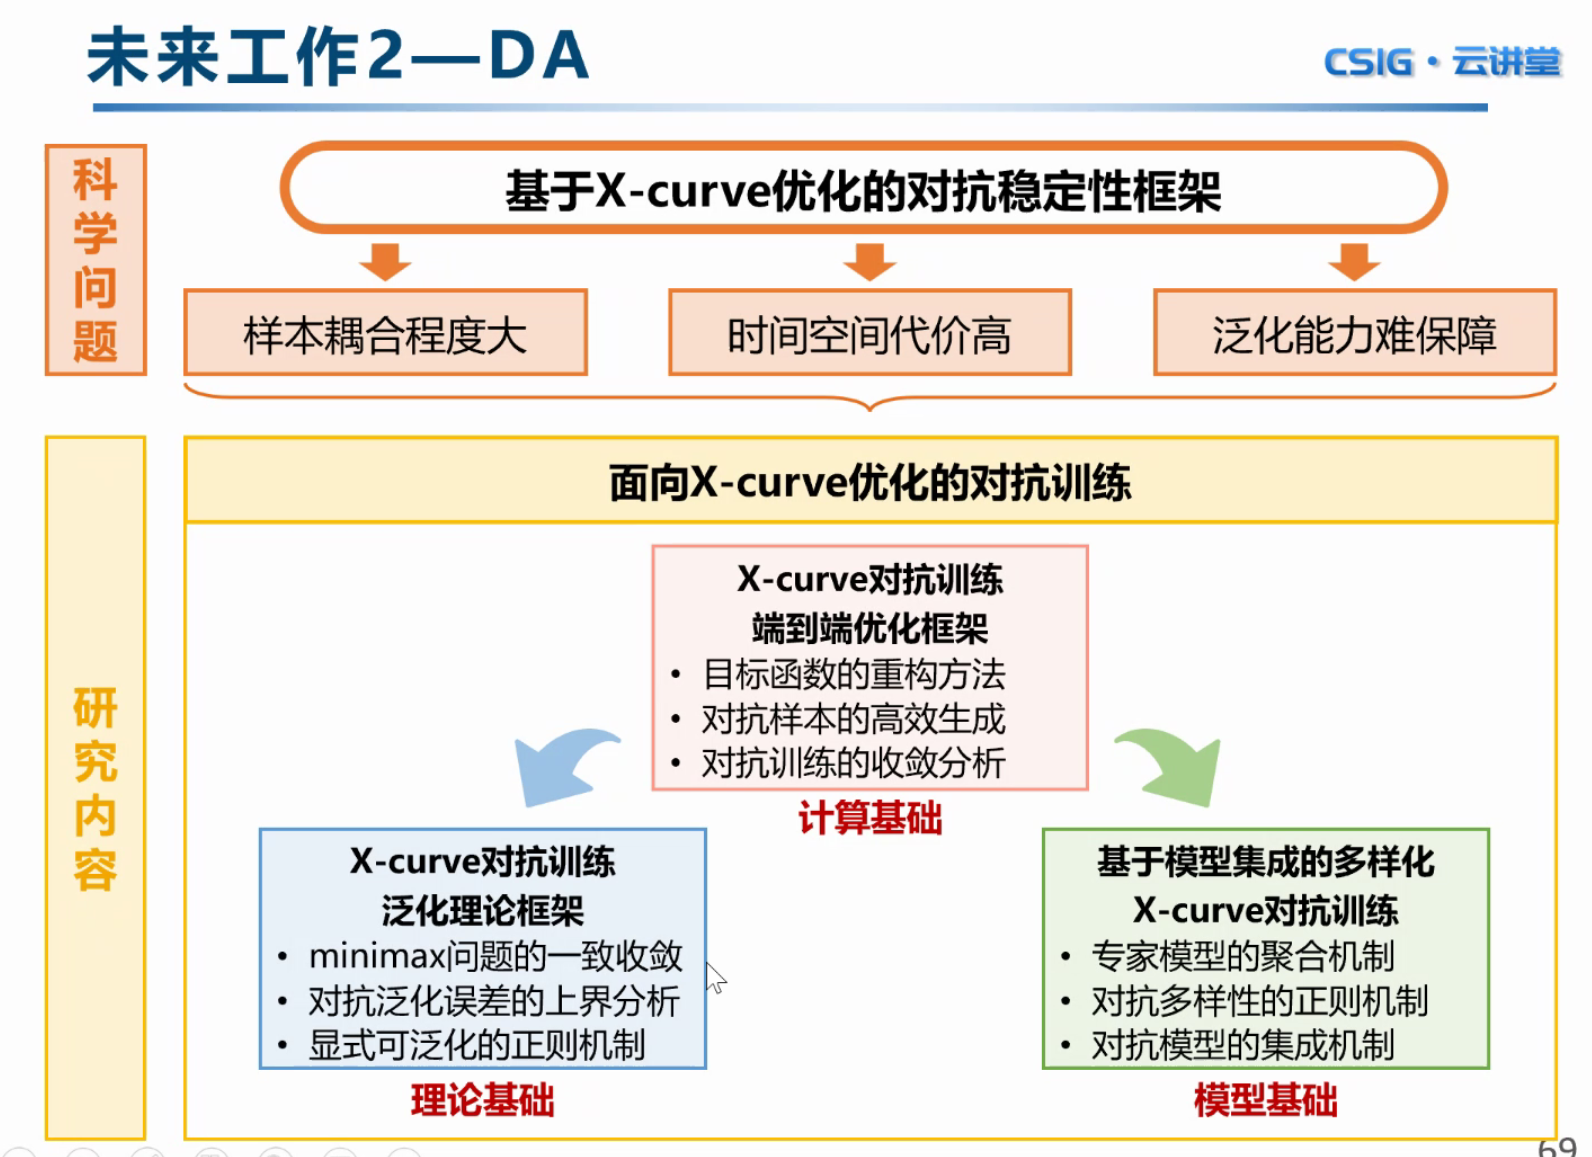 未来工作2—DA
CSIG·云讲堂
科学问题
基于X-curve优化的对抗稳定性框架
样本耦合程度大
时间空间代价高
泛化能力难保障
研究内容
面向X-curve优化的对抗训练
X-curve对抗训练
端到端优化框架
• 目标函数的重构方法
• 对抗样本的高效生成
• 对抗训练的收敛分析
计算基础
X-curve对抗训练
泛化理论框架
• minimax问题的一致收敛
• 对抗泛化误差的上界分析
• 显式可泛化的正则机制
理论基础
基于模型集成的多样化
X-curve对抗训练
• 专家模型的聚合机制
• 对抗多样性的正则机制
• 对抗模型的集成机制
模型基础
69